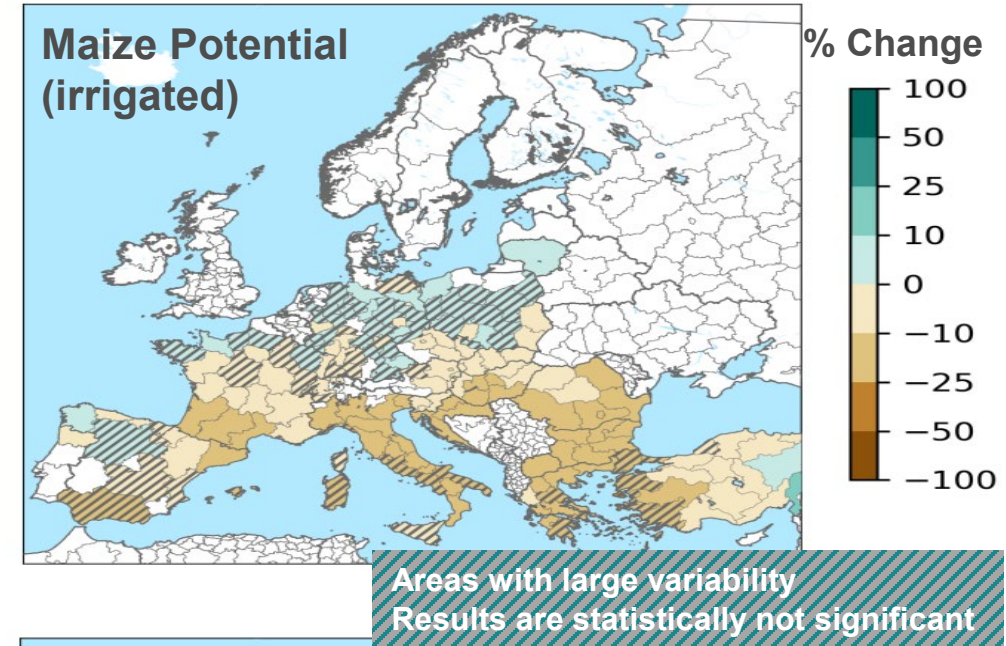 Maize Potential
(irrigated)
% Change
100
50
25
10
0
−10
−25
−50
−100
Areas with large variability
Results are statistically not significant